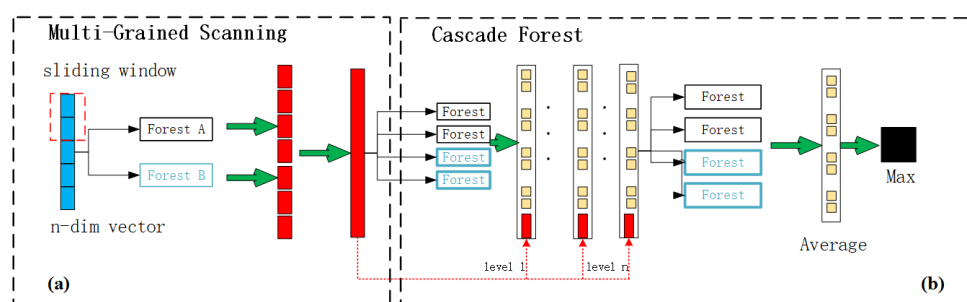 Multi-Grained Scanning
sliding window
Forest A
Forest B
n-dim vector
(a)
Cascade Forest
Forest
Forest
Forest
Forest
level 1
level n
Forest
Forest
Forest
Forest
Average
Max
(b)